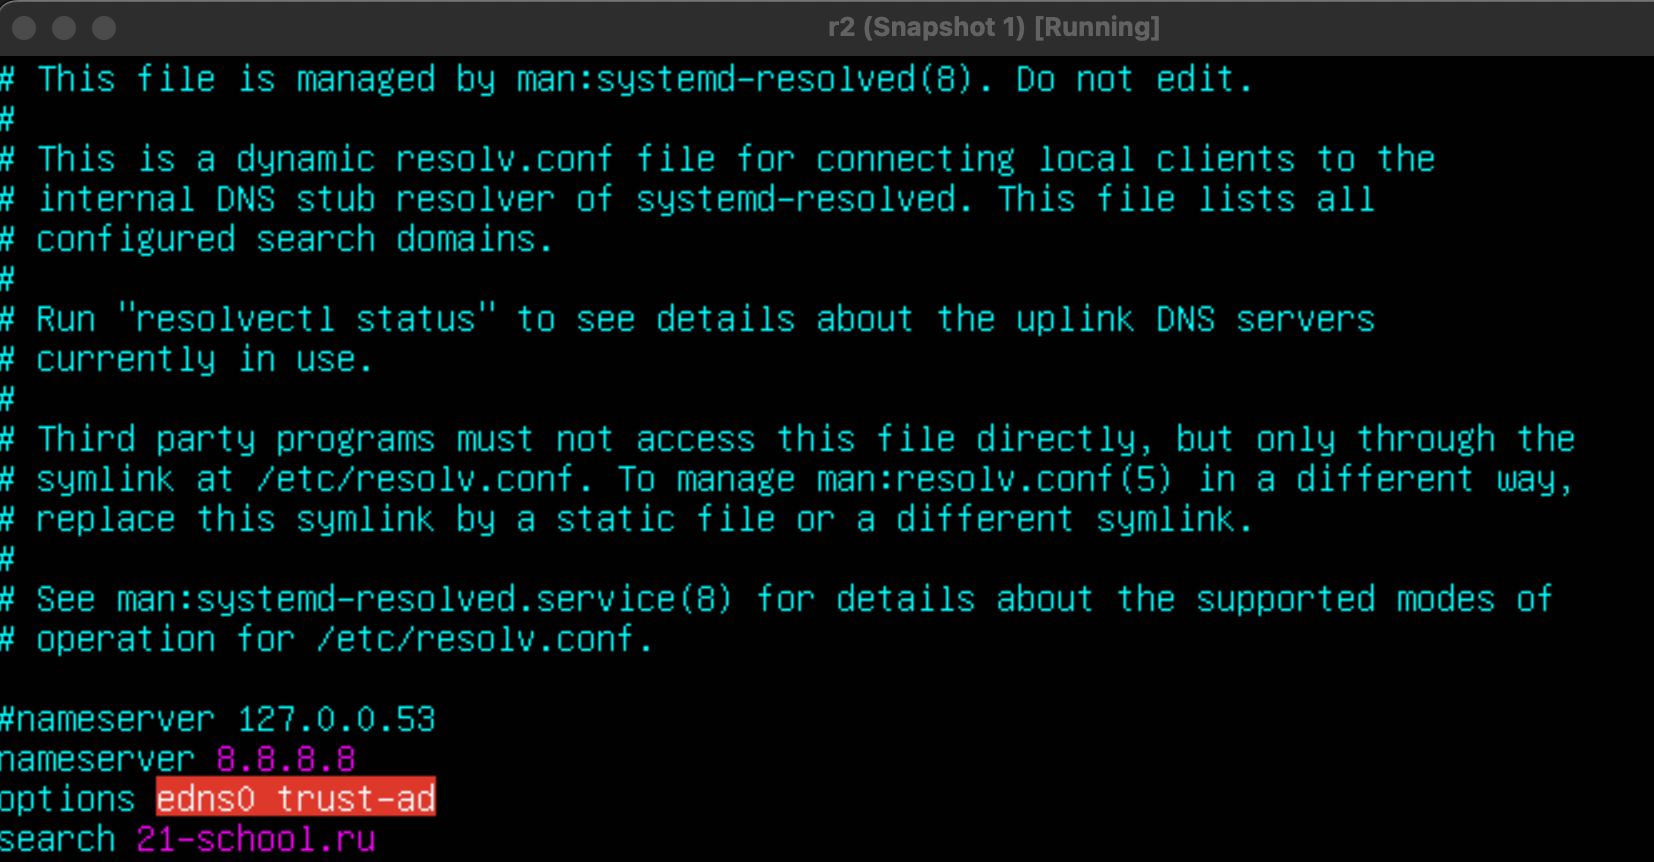 r2 (Snapshot 1) [Running]
# This file is managed by man:systemd-resolved(8). Do not edit.
#
# This is a dynamic resolv.conf file for connecting local clients to the
# internal DNS stub resolver of systemd-resolved. This file lists all
# configured search domains.
#
# Run "resolvectl status" to see details about the uplink DNS servers
# currently in use.
#
# Third party programs must not access this file directly, but only through the
# symlink at /etc/resolv.conf. To manage man:resolv.conf(5) in a different way,
# replace this symlink by a static file or a different symlink.
#
# See man:systemd-resolved.service(8) for details about the supported modes of
# operation for /etc/resolv.conf.
#nameserver 127.0.0.53
nameserver 8.8.8.8
options edns0 trust-ad
search 21-school.ru